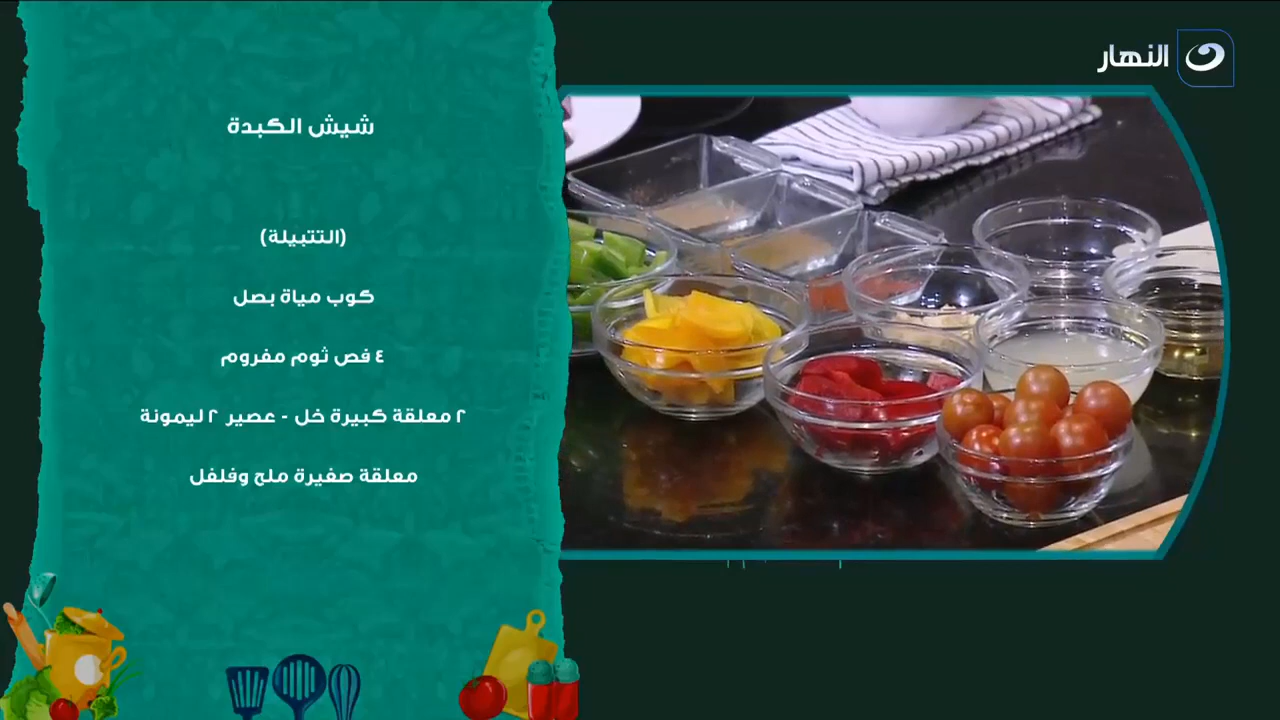 النهار
شيش الكبدة
(التتبيلة)
كوب مياة بصل
٤ فص ثوم مفروم
٢ معلقة كبيرة خل - عصير ٢ ليمونة
معلقة صغيرة ملح وفلفل